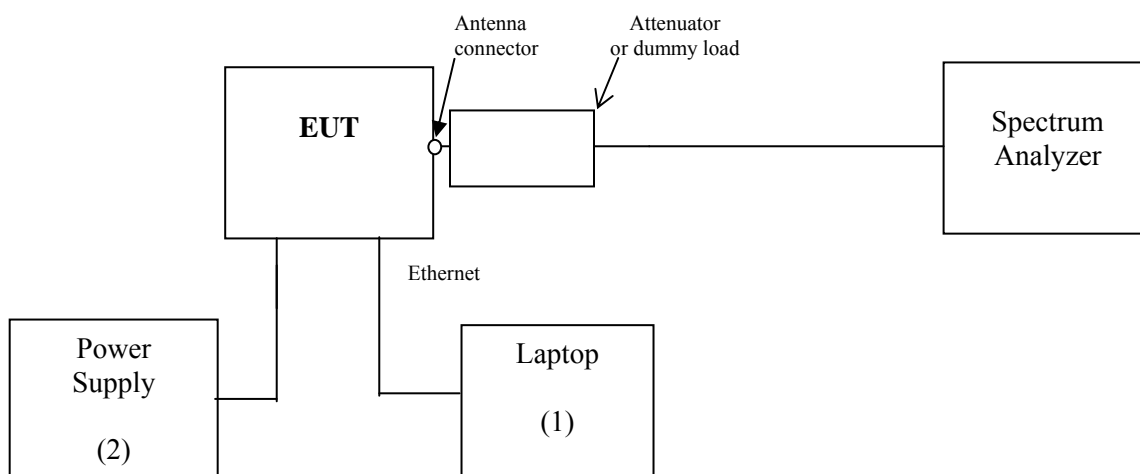 Antenna
connector
Attenuator
or dummy load
EUT
Spectrum
Analyzer
Ethernet
Power
Supply
(2)
Laptop
(1)